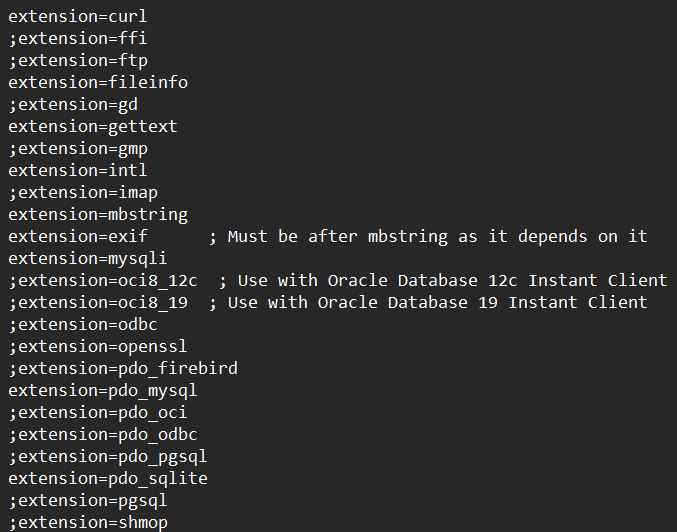 extension=curl
;extension=ffi
;extension=ftp
extension=fileinfo
;extension=gd
extension=gettext
;extension=gmp
extension=intl
;extension=imap
extension=mbstring
extension=exif      ; Must be after mbstring as it depends on it
extension=mysqli
;extension=oci8_12c  ; Use with Oracle Database 12c Instant Client
;extension=oci8_19  ; Use with Oracle Database 19 Instant Client
;extension=odbc
;extension=openssl
;extension=pdo_firebird
extension=pdo_mysql
;extension=pdo_oci
;extension=pdo_odbc
;extension=pdo_pgsql
extension=pdo_sqlite
;extension=pgsql
;extension=shmop